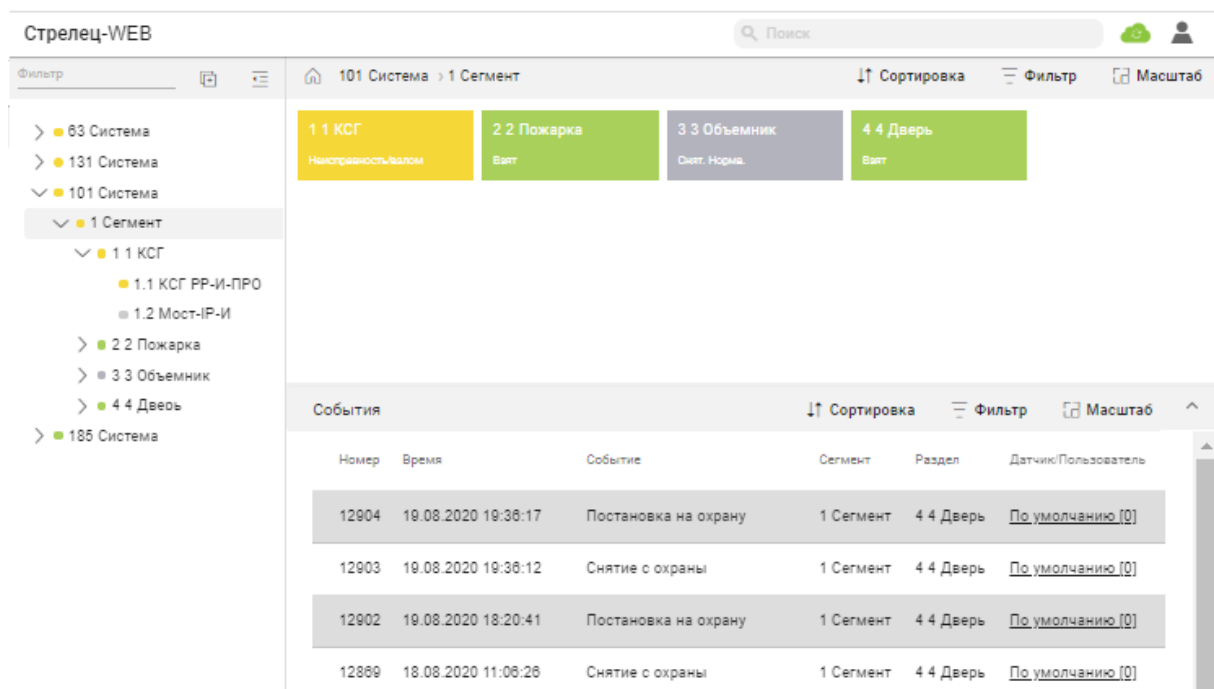 Стрелец-WEB
Поиск
Фильтр
101 Система › 1 Сегмент
Сортировка
Фильтр
Масштаб
63 Система
131 Система
101 Система
1 Сегмент
1 1 КСГ
1.1 КСГ РР-И-ПРО
1.2 Мост-IP-И
2 2 Пожарка
3 3 Объемник
4 4 Дверь
185 Система
1 1 КСГ
Неисправность/взлом
2 2 Пожарка
Взят
3 3 Объемник
Снят. Норма.
4 4 Дверь
Взят
События
Сортировка
Фильтр
Масштаб
Номер Время Событие Сегмент Раздел Датчик/Пользователь
12904 19.08.2020 19:36:17 Постановка на охрану 1 Сегмент 4 4 Дверь По умолчанию [0]
12903 19.08.2020 19:36:12 Снятие с охраны 1 Сегмент 4 4 Дверь По умолчанию [0]
12902 19.08.2020 18:20:41 Постановка на охрану 1 Сегмент 4 4 Дверь По умолчанию [0]
12869 18.08.2020 11:06:26 Снятие с охраны 1 Сегмент 4 4 Дверь По умолчанию [0]